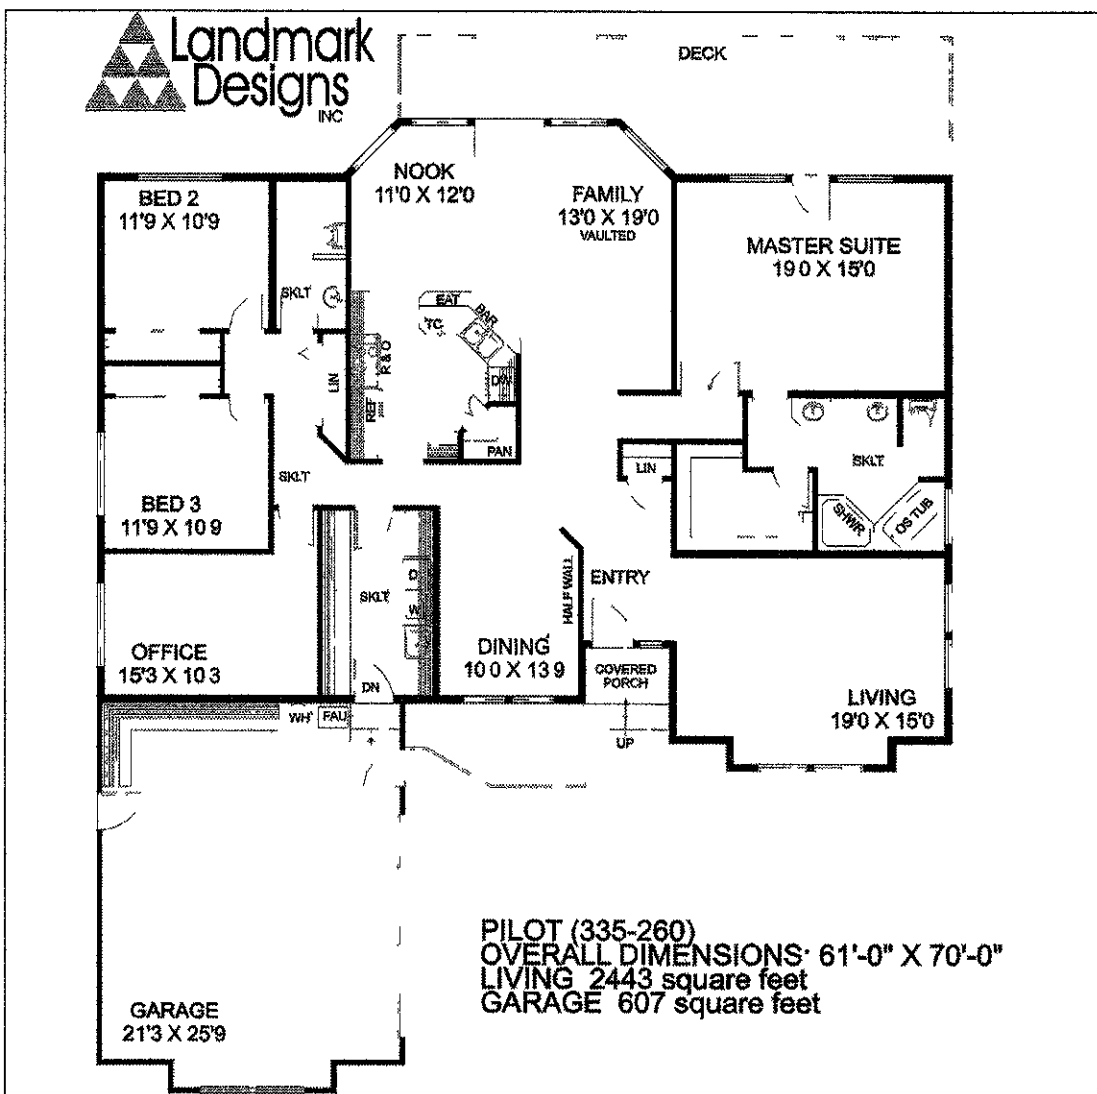 Landmark
Designs
INC
DECK
NOOK
11'0 X 12'0
FAMILY
13'0 X 19'0
VAULTED
BED 2
11'9 X 10'9
MASTER SUITE
19 0 X 15'0
SKLT
EAT
BAR
TC
R & O
DW
LIN
REF
PAN
SKLT
LIN
SKLT
BED 3
11'9 X 10 9
SHWR
OS TUB
D
W
SKLT
HALF WALL
ENTRY
OFFICE
15'3 X 10 3
DINING
10 0 X 13 9
COVERED
PORCH
DN
LIVING
19'0 X 15'0
WH
FAU
UP
PILOT (335-260)
OVERALL DIMENSIONS· 61'-0" X 70'-0"
LIVING 2443 square feet
GARAGE 607 square feet
GARAGE
21'3 X 25'9